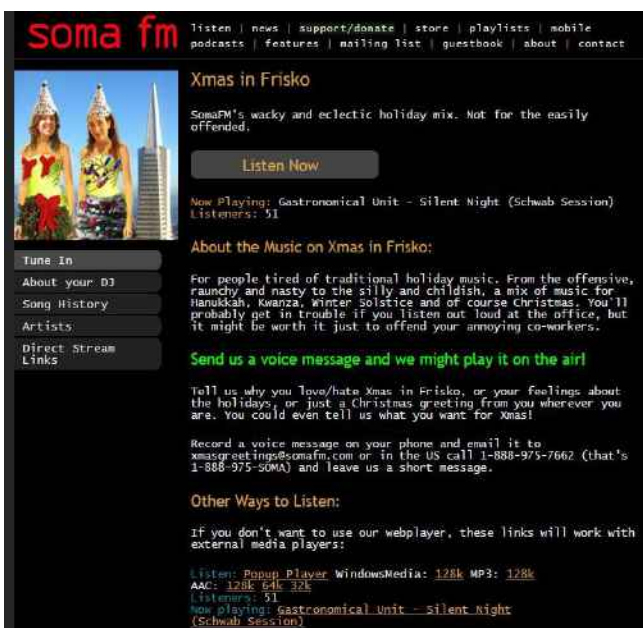 soma fm
listen | news | support/donate | store | playlists | mobile
podcasts | features | mailing list | guestbook | about | contact
Xmas in Frisko
SomaFM's wacky and eclectic holiday mix. Not for the easily
offended.
Listen Now
Now Playing: Gastronomical Unit - Silent Night (Schwab Session)
Listeners: 51
Tune In
About your DJ
Song History
Artists
Direct Stream
Links
About the Music on Xmas in Frisko:
For people tired of traditional holiday music. From the offensive,
raunchy and nasty to the silly and childish, a mix of music for
Hanukkah, Kwanza, Winter Solstice and of course Christmas. You'll
probably get in trouble if you listen out loud at the office, but
it might be worth it just to offend your annoying co-workers.
Send us a voice message and we might play it on the air!
Tell us why you love/hate Xmas in Frisko, or your feelings about
the holidays, or just a Christmas greeting from you wherever you
are. You could even tell us what you want for Xmas!
Record a voice message on your phone and email it to
xmasgreetings@somafm.com or in the US call 1-888-975-7662 (that's
1-888-975-SOMA) and leave us a short message.
Other Ways to Listen:
If you don't want to use our webplayer, these links will work with
external media players:
Listen: Popup Player WindowsMedia: 128k MP3: 128k
AAC: 128k 64k 32k
Listeners: 51
Now playing: Gastronomical Unit - Silent Night
(Schwab Session)